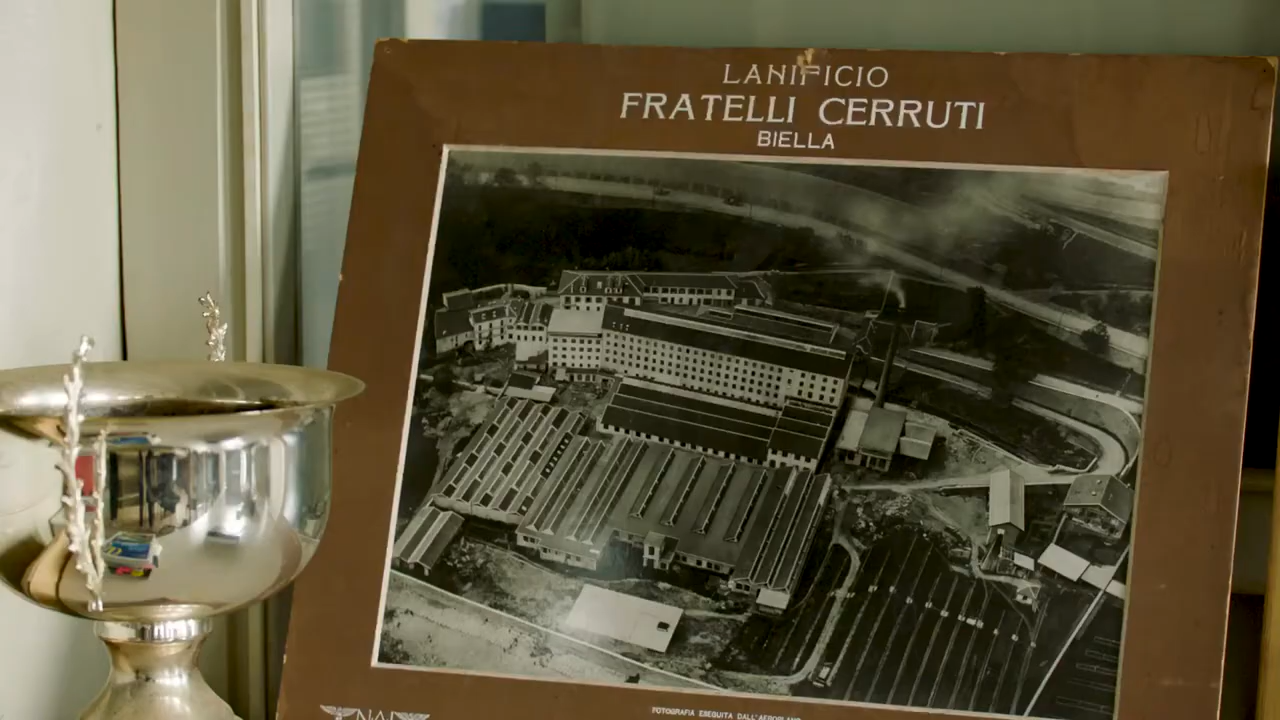 LANIFICIO
FRATELLI CERRUTI
BIELLA
FOTOGRAFIA ESEGUITA DALL'AEROPLANO